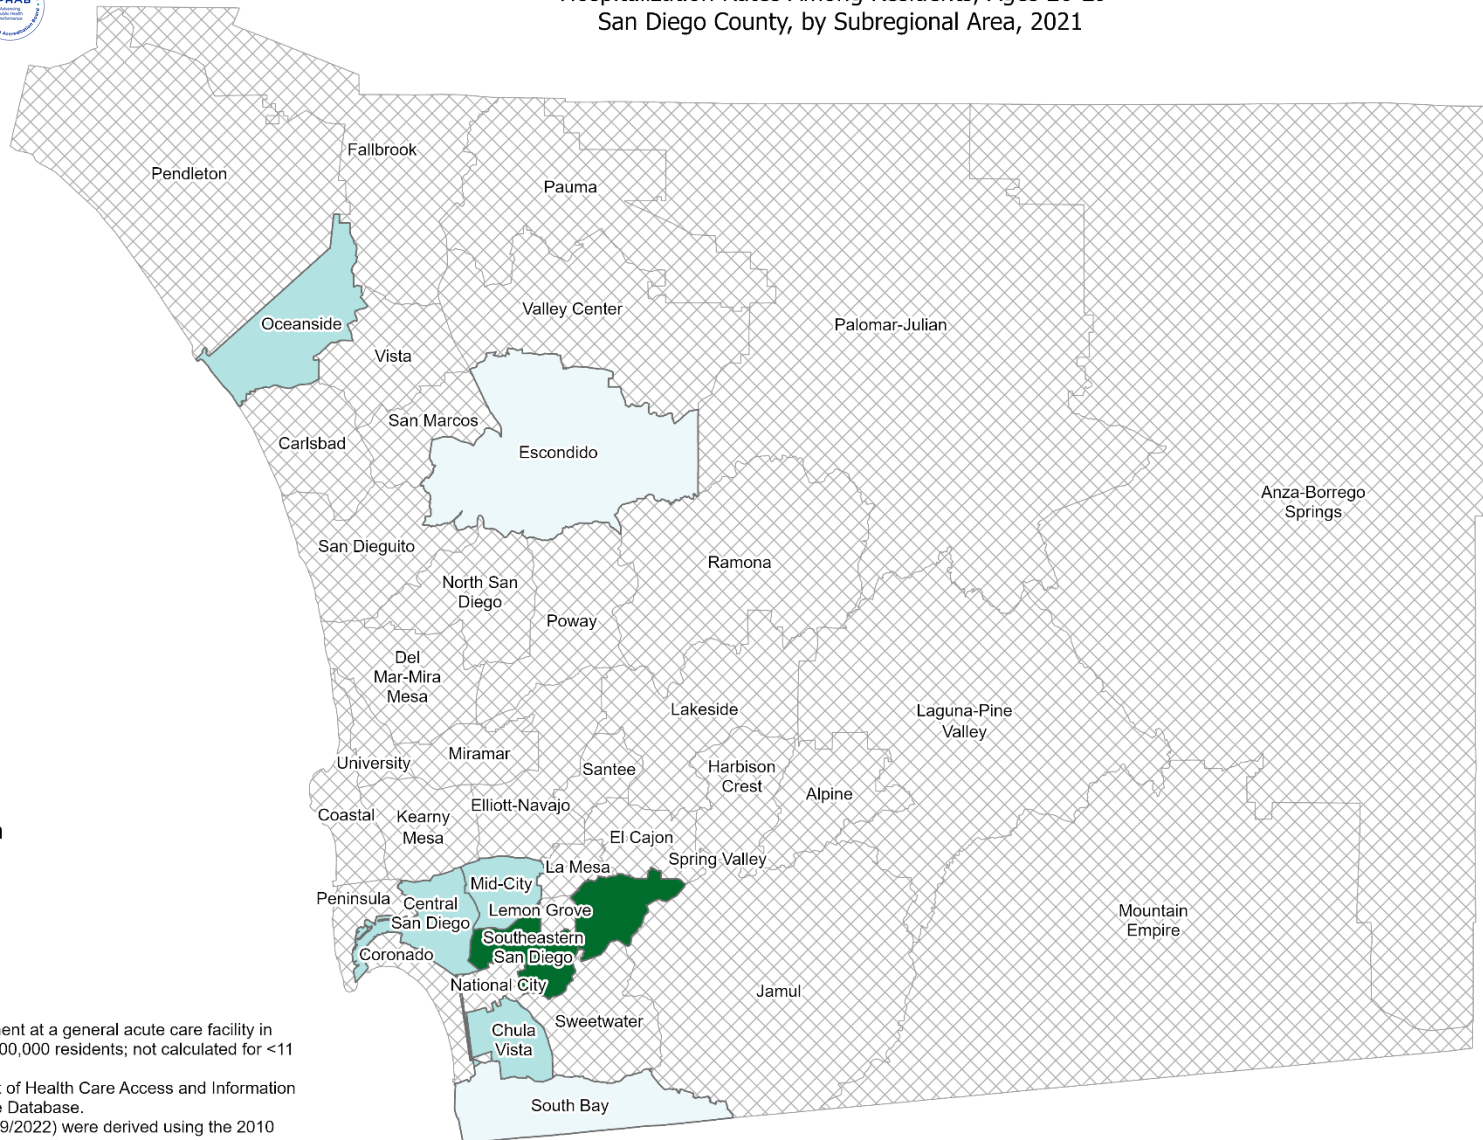 San Diego County, by Subregional Area, 2021
Fallbrook
Pendleton
Pauma
Valley Center
Oceanside
Palomar-Julian
Vista
San Marcos
Carlsbad
Escondido
Anza-Borrego
Springs
San Dieguito
Ramona
North San
Diego
Poway
Del
Mar-Mira
Mesa
Lakeside
Laguna-Pine
Valley
Miramar
University
Santee
Harbison
Crest
Alpine
Coastal
Kearny
Mesa
Elliott-Navajo
El Cajon
Spring Valley
La Mesa
Mid-City
Peninsula
Central
San Diego
Lemon Grove
Mountain
Empire
Southeastern
San Diego
Coronado
National City
Jamul
Sweetwater
Chula
Vista
South Bay
ent at a general acute care facility in
00,000 residents; not calculated for <11
of Health Care Access and Information
e Database.
9/2022) were derived using the 2010